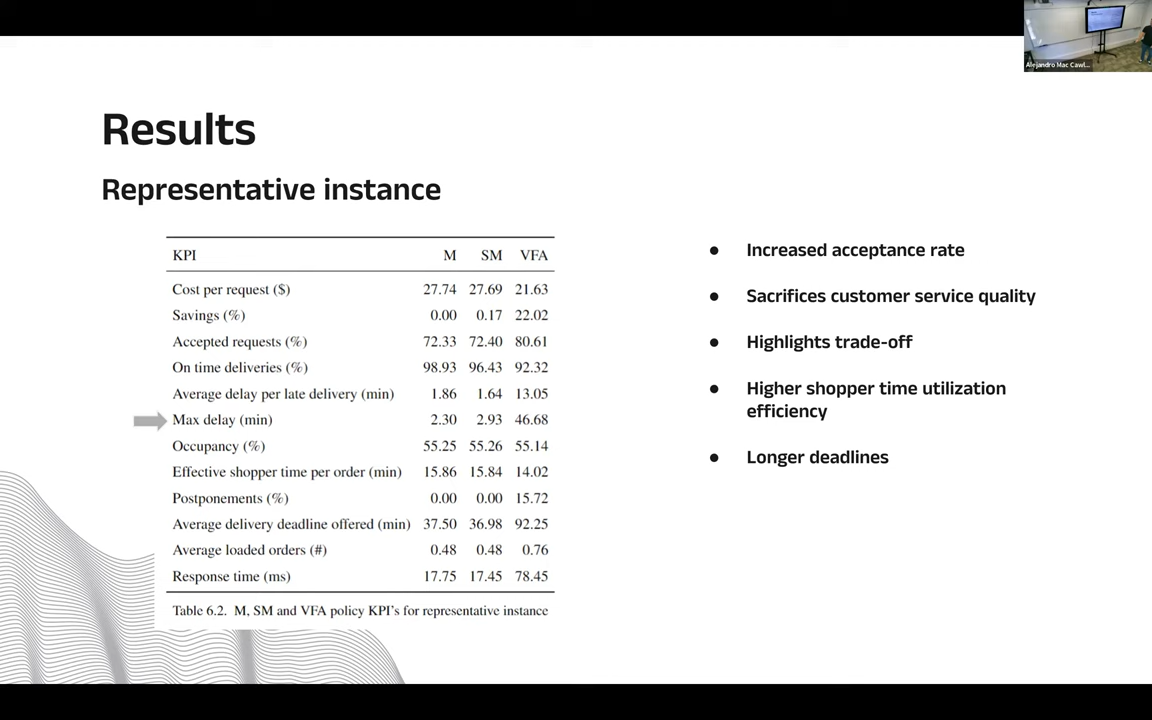 Alejandro Mac Cawl...
Results
Representative instance
KPI M SM VFA
Cost per request ($) 27.74 27.69 21.63
Savings (%) 0.00 0.17 22.02
Accepted requests (%) 72.33 72.40 80.61
On time deliveries (%) 98.93 96.43 92.32
Average delay per late delivery (min) 1.86 1.64 13.05
Max delay (min) 2.30 2.93 46.68
Occupancy (%) 55.25 55.26 55.14
Effective shopper time per order (min) 15.86 15.84 14.02
Postponements (%) 0.00 0.00 15.72
Average delivery deadline offered (min) 37.50 36.98 92.25
Average loaded orders (#) 0.48 0.48 0.76
Response time (ms) 17.75 17.45 78.45
Table 6.2. M, SM and VFA policy KPI's for representative instance
● Increased acceptance rate
● Sacrifices customer service quality
● Highlights trade-off
● Higher shopper time utilization
efficiency
● Longer deadlines